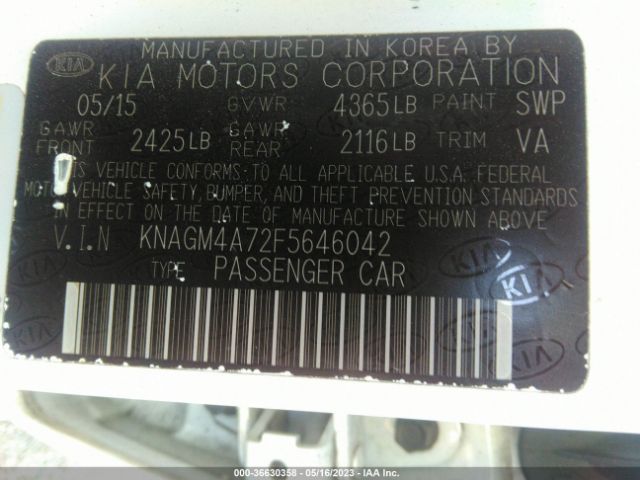 MANUFACTURED IN KOREA BY
KIA KIA MOTORS CORPORATION
05/15 GVWR 4365LB PAINT SWP
GAWR FRONT 2425LB GAWR REAR 2116LB TRIM VA
THIS VEHICLE CONFORMS TO ALL APPLICABLE U.S.A. FEDERAL
MOTOR VEHICLE SAFETY, BUMPER, AND THEFT PREVENTION STANDARDS
IN EFFECT ON THE DATE OF MANUFACTURE SHOWN ABOVE
V.I.N KNAGM4A72F5646042
TYPE PASSENGER CAR
000-36630358 - 05/16/2023 - IAA Inc.